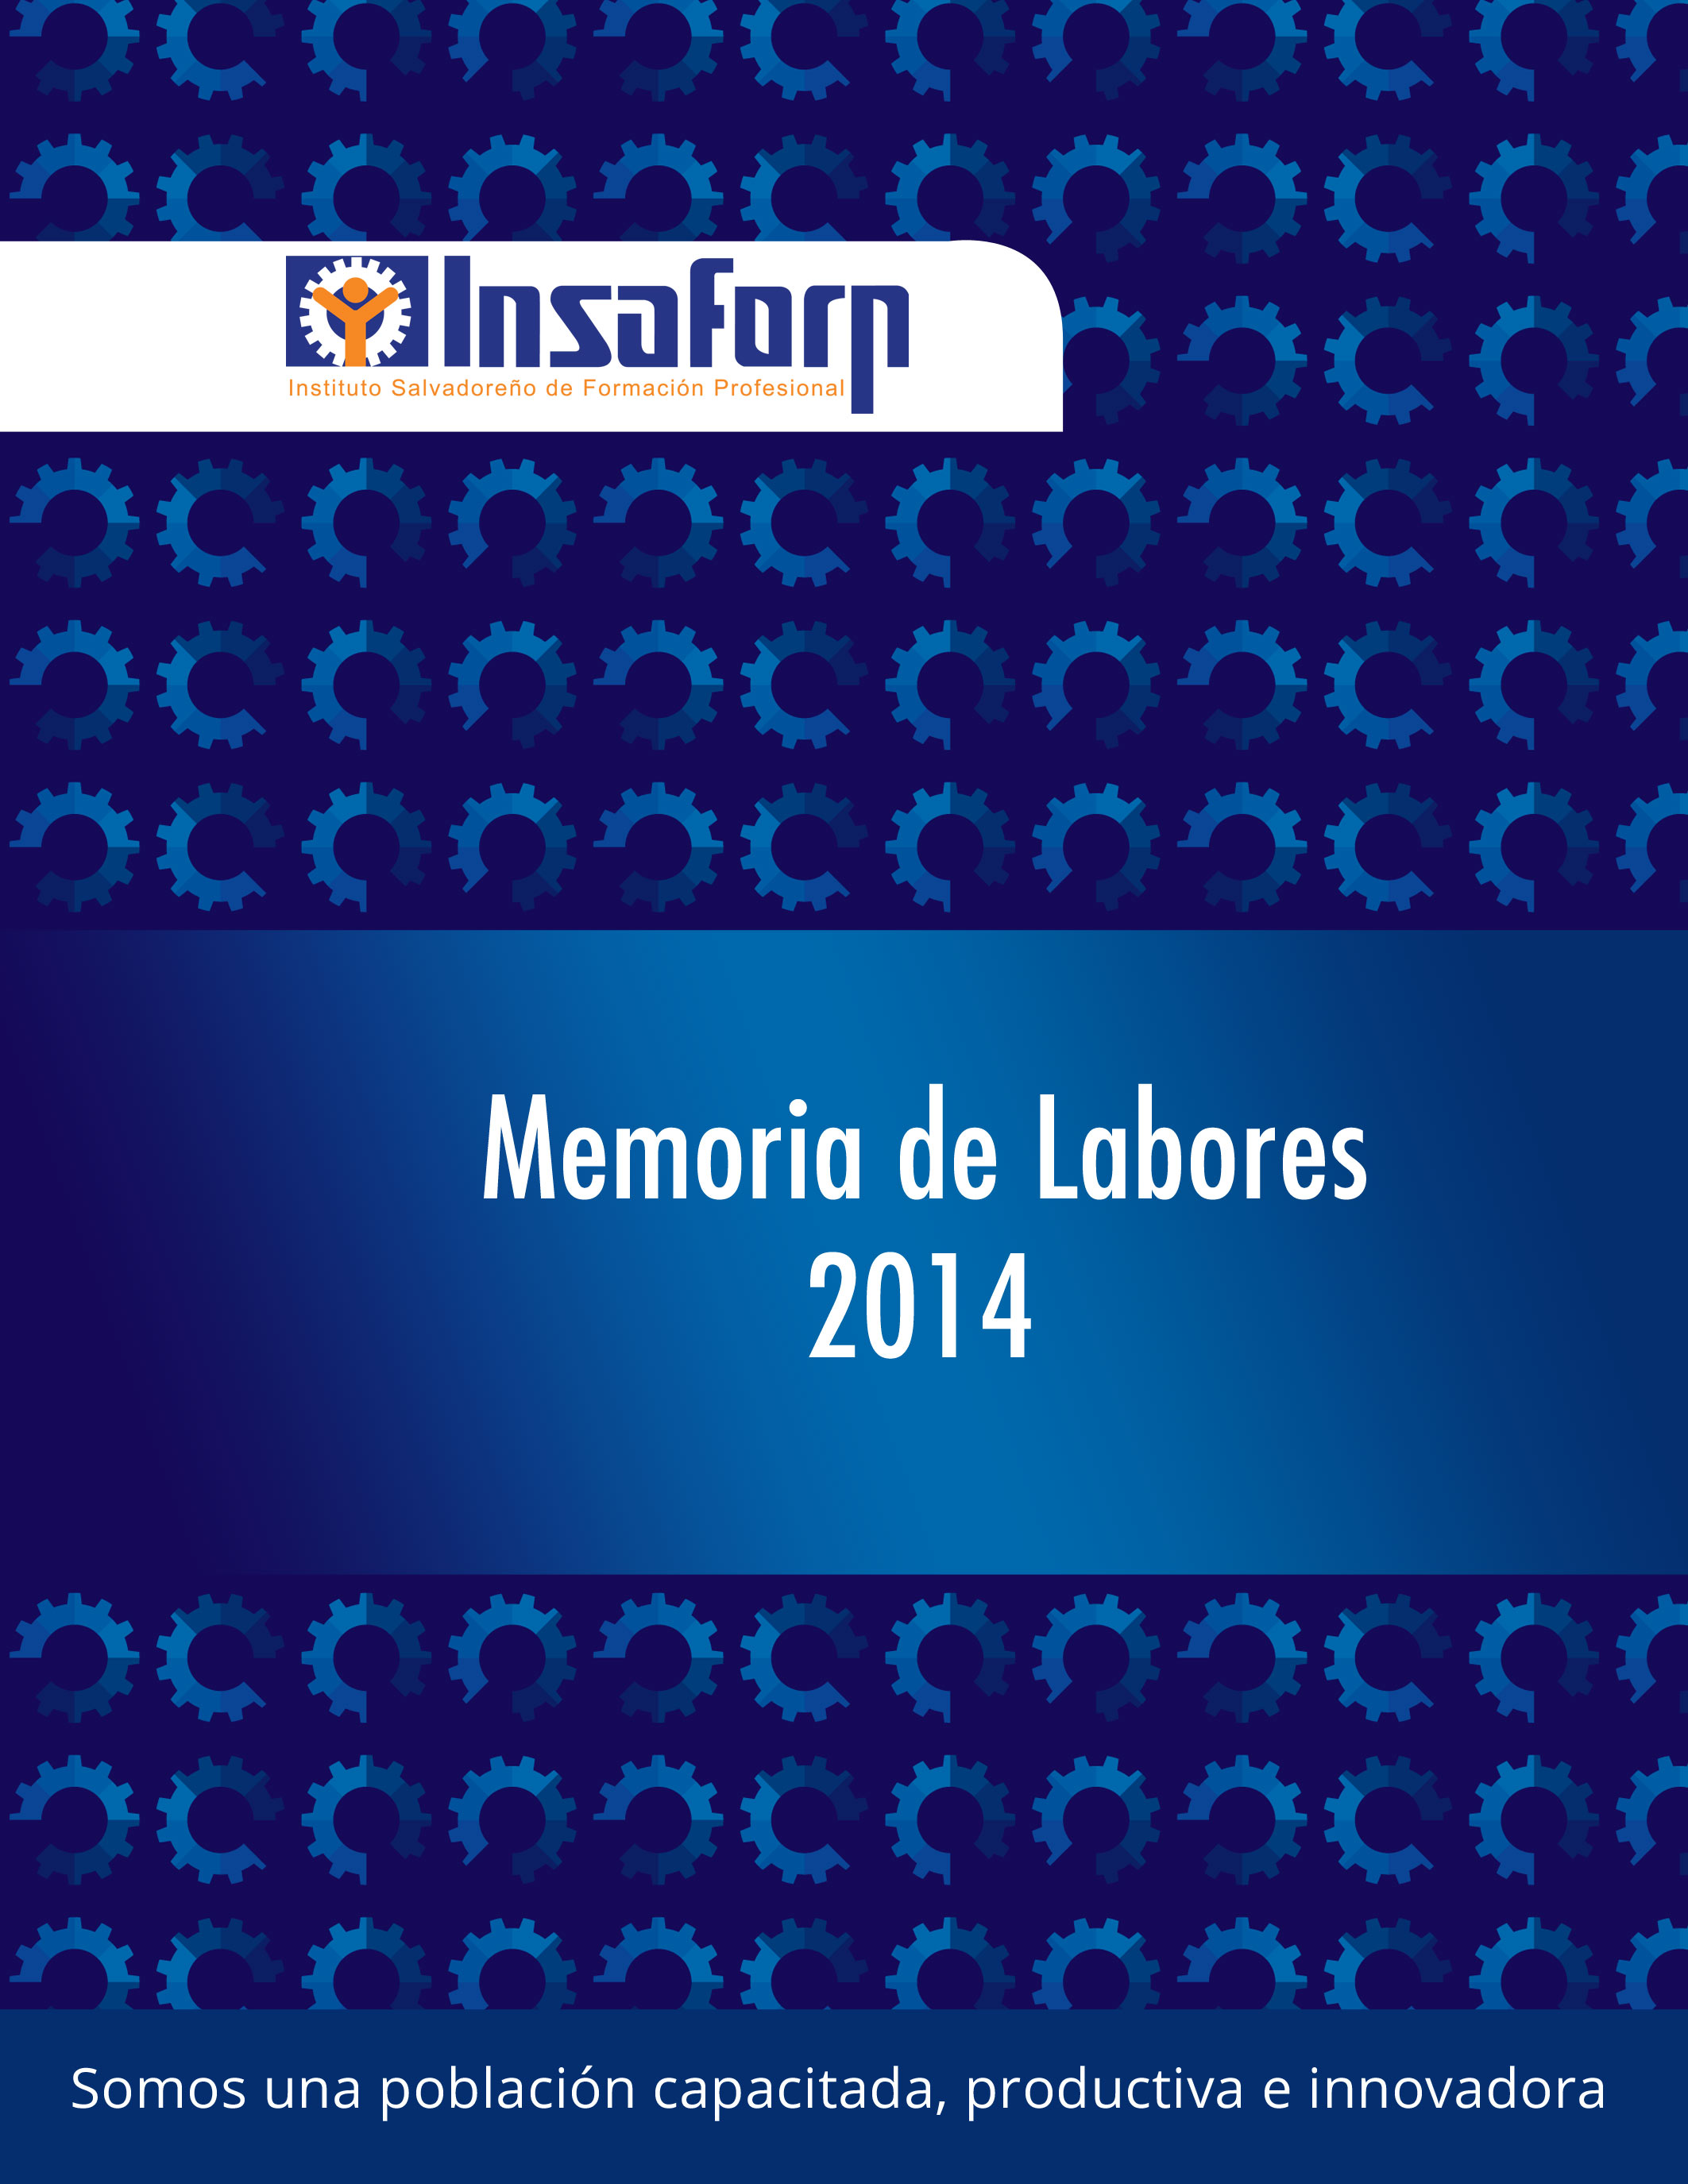 Insaforp
Instituto Salvadoreño de Formación Profesional
Memoria de Labores
2014
Somos una población capacitada, productiva e innovadora